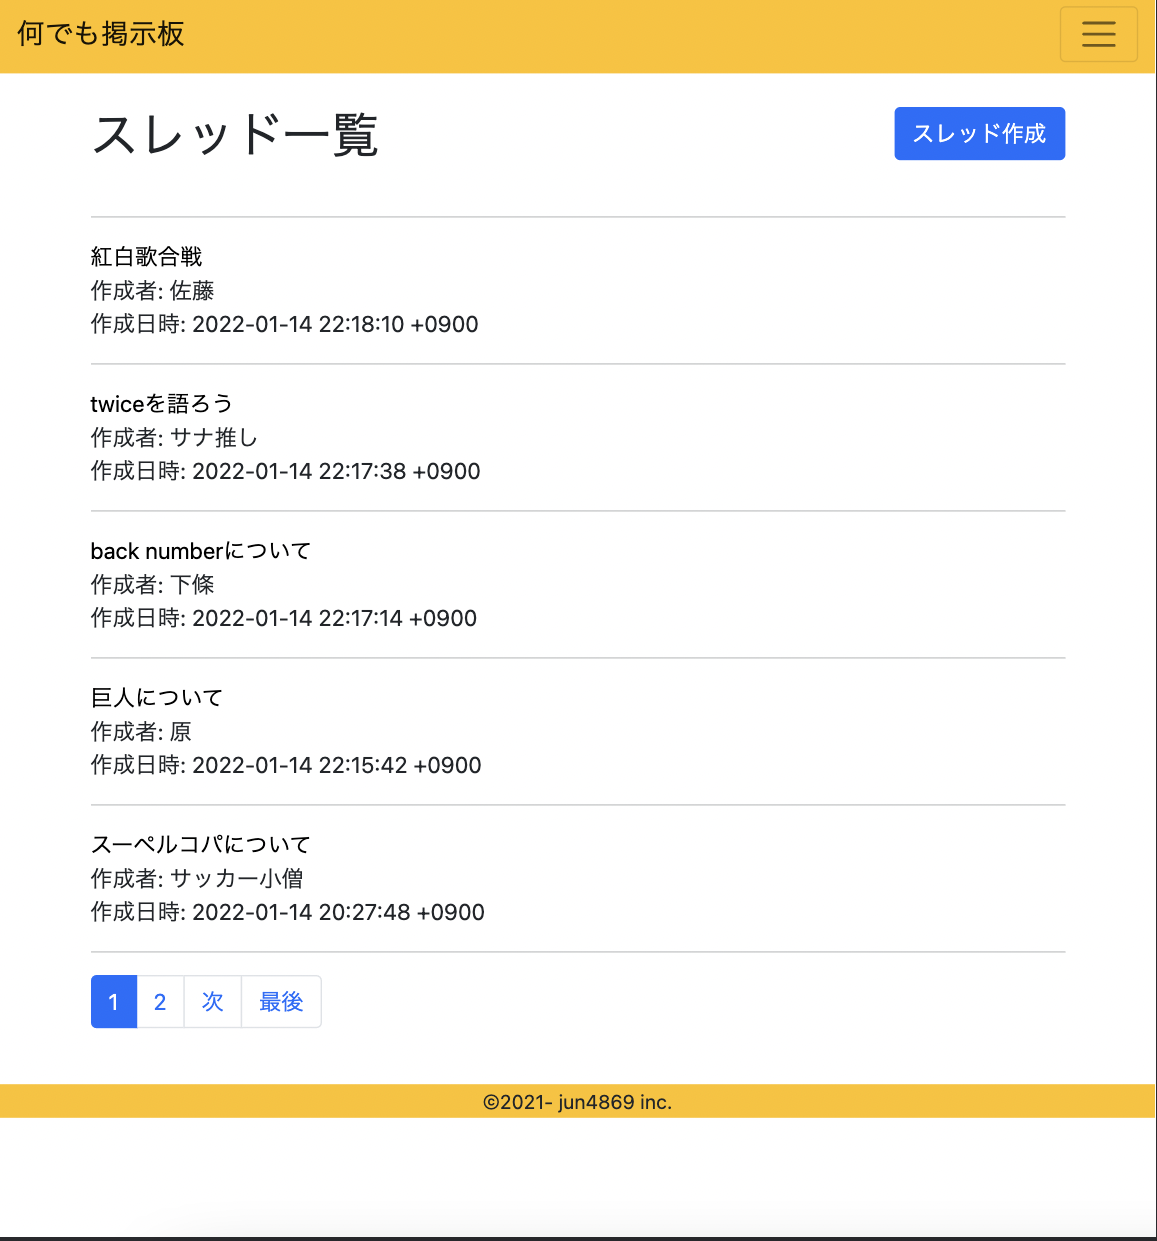 何でも掲示板
スレッド一覧
スレッド作成
紅白歌合戦
作成者: 佐藤
作成日時: 2022-01-14 22:18:10 +0900
twiceを語ろう
作成者: サナ推し
作成日時: 2022-01-14 22:17:38 +0900
back numberについて
作成者: 下條
作成日時: 2022-01-14 22:17:14 +0900
巨人について
作成者: 原
作成日時: 2022-01-14 22:15:42 +0900
スーペルコパについて
作成者: サッカー小僧
作成日時: 2022-01-14 20:27:48 +0900
1 2 次 最後
©2021- jun4869 inc.